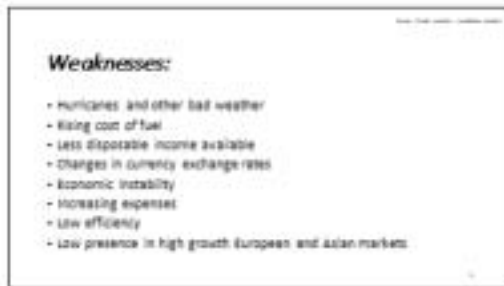 Weaknesses:
• Hurricanes and other bad weather
• Rising cost of fuel
• Less disposable income available
• Changes in currency exchange rates
• Economic Instability
• Increasing expenses
• Low efficiency
• Low presence in high growth European and Asian markets